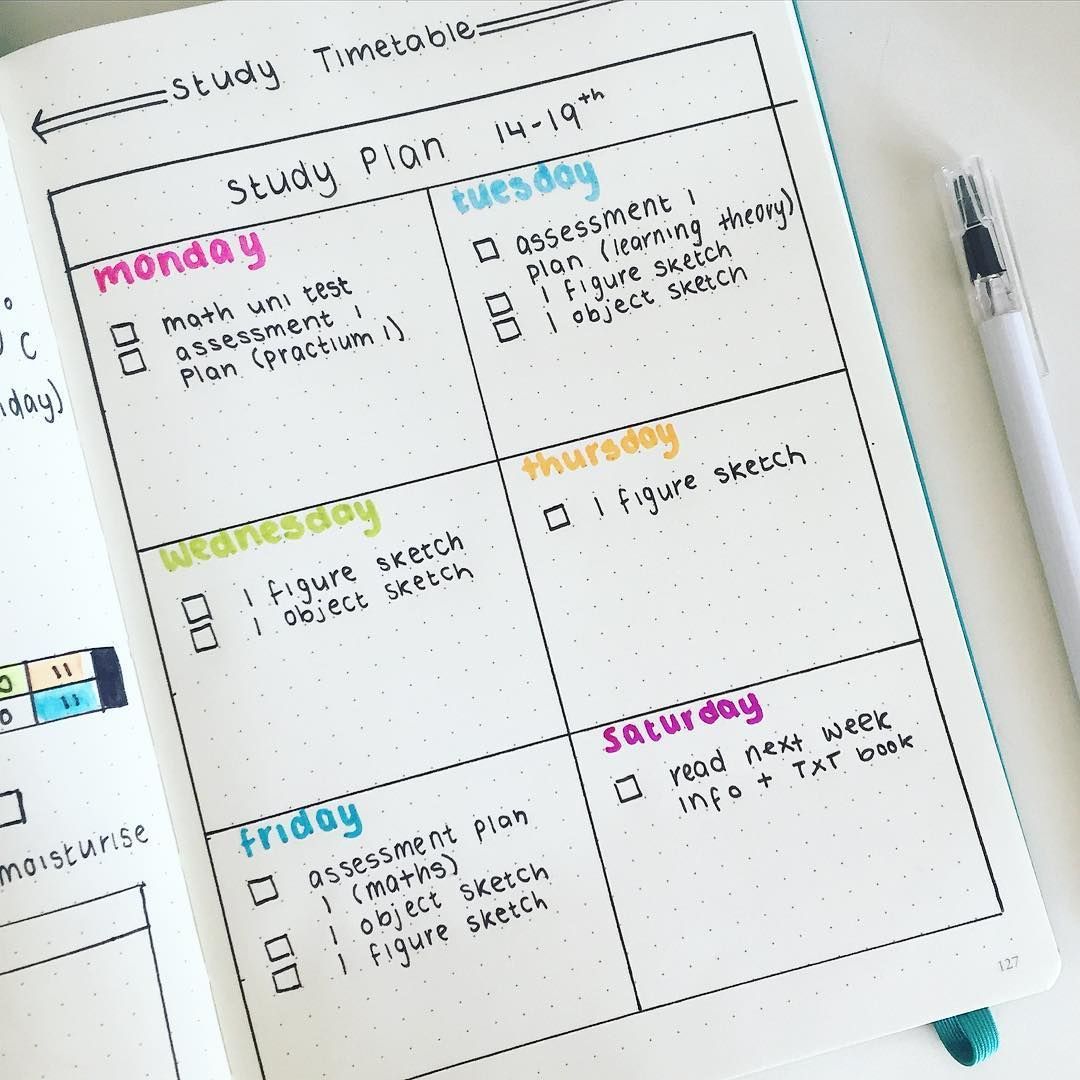 Study Timetable
Study Plan 14-19th
monday
math uni test
assessment 1
plan (practium 1)
tuesday
assessment 1
plan (learning theory)
1 figure sketch
1 object sketch
wednesday
1 figure sketch
1 object sketch
thursday
1 figure sketch
friday
assessment plan
1 (maths)
1 object sketch
1 figure sketch
saturday
read next week
info + TxT book
127
C
11
11
moisturise